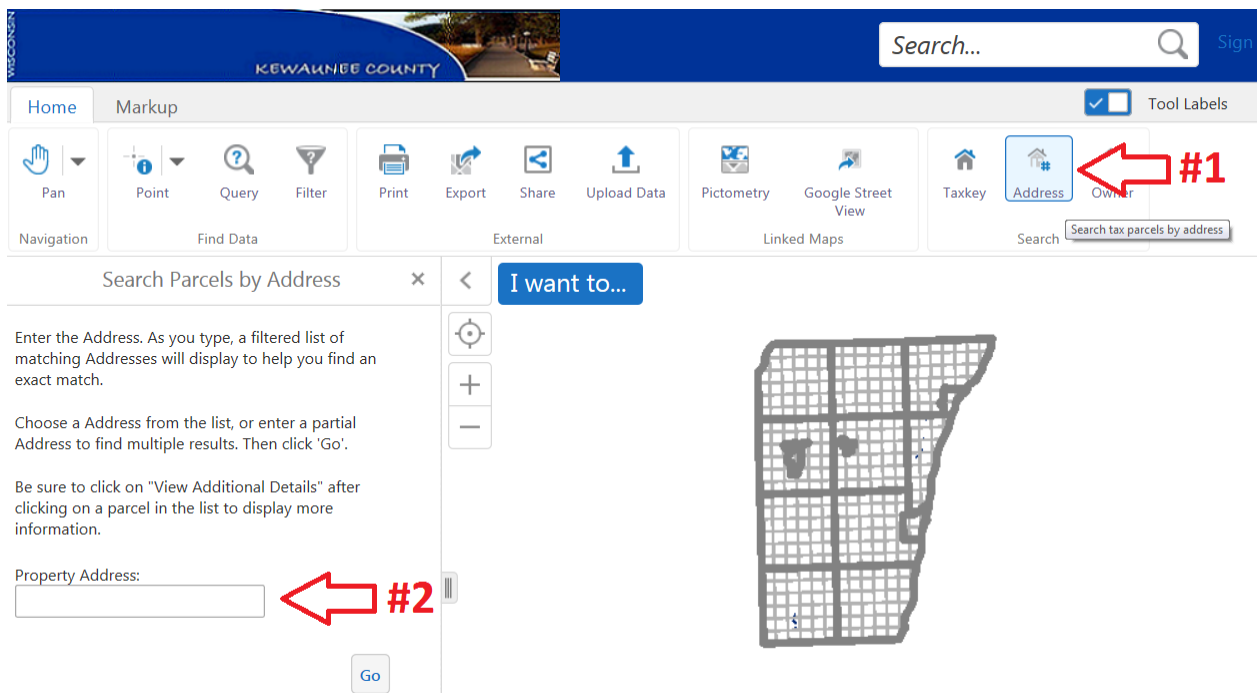 WISCONSIN
KEWAUNEE COUNTY
Search...
Sign
Home
Markup
Tool Labels
Pan
Point
Query
Filter
Print
Export
Share
Upload Data
Pictometry
Google Street
View
Taxkey
Address
Owner
#1
Navigation
Find Data
External
Linked Maps
Search
Search tax parcels by address
Search Parcels by Address
I want to...
Enter the Address. As you type, a filtered list of
matching Addresses will display to help you find an
exact match.
Choose a Address from the list, or enter a partial
Address to find multiple results. Then click 'Go'.
Be sure to click on "View Additional Details" after
clicking on a parcel in the list to display more
information.
Property Address:
#2
Go